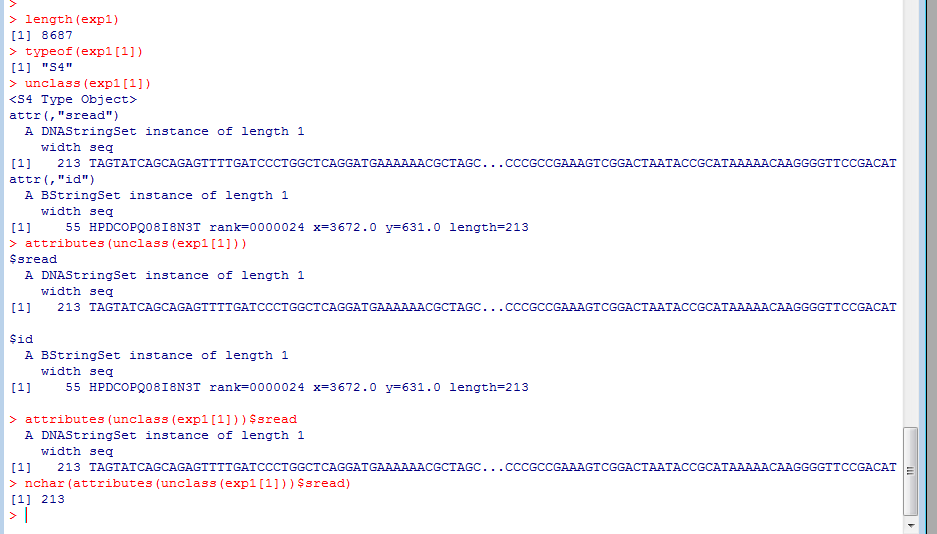 >
> length(exp1)
[1] 8687
> typeof(exp1[1])
[1] "S4"
> unclass(exp1[1])
<S4 Type Object>
attr(,"sread")
  A DNAStringSet instance of length 1
    width seq
[1]   213 TAGTATCAGCAGAGTTTTGATCCCTGGCTCAGGATGAAAAAACGCTAGC...CCCGCCGAAAGTCGGACTAATACCGCATAAAAACAAGGGGTTCCGACAT
attr(,"id")
  A BStringSet instance of length 1
    width seq
[1]    55 HPDCOPQ08I8N3T rank=0000024 x=3672.0 y=631.0 length=213
> attributes(unclass(exp1[1]))
$sread
  A DNAStringSet instance of length 1
    width seq
[1]   213 TAGTATCAGCAGAGTTTTGATCCCTGGCTCAGGATGAAAAAACGCTAGC...CCCGCCGAAAGTCGGACTAATACCGCATAAAAACAAGGGGTTCCGACAT
$id
  A BStringSet instance of length 1
    width seq
[1]    55 HPDCOPQ08I8N3T rank=0000024 x=3672.0 y=631.0 length=213
> attributes(unclass(exp1[1]))$sread
  A DNAStringSet instance of length 1
    width seq
[1]   213 TAGTATCAGCAGAGTTTTGATCCCTGGCTCAGGATGAAAAAACGCTAGC...CCCGCCGAAAGTCGGACTAATACCGCATAAAAACAAGGGGTTCCGACAT
> nchar(attributes(unclass(exp1[1]))$sread)
[1] 213
>